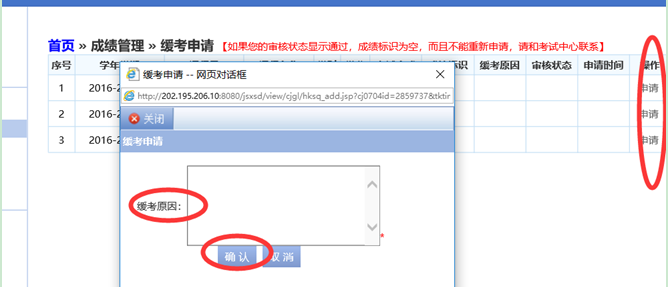 首页 » 成绩管理 » 缓考申请 【如果您的审核状态显示通过，成绩标识为空，而且不能重新申请，请和考试中心联系】
序号 学年 标识 缓考原因 审核状态 申请时间 操作
1 2016-2 申请
2 2016-2 申请
3 2016-2 申请
缓考申请 -- 网页对话框
http://202.195.206.10:8080/jsxsd/view/cjgl/hksq_add.jsp?cj0704id=2859737&tktir
关闭
缓考申请
缓考原因：
*
确 认 取 消